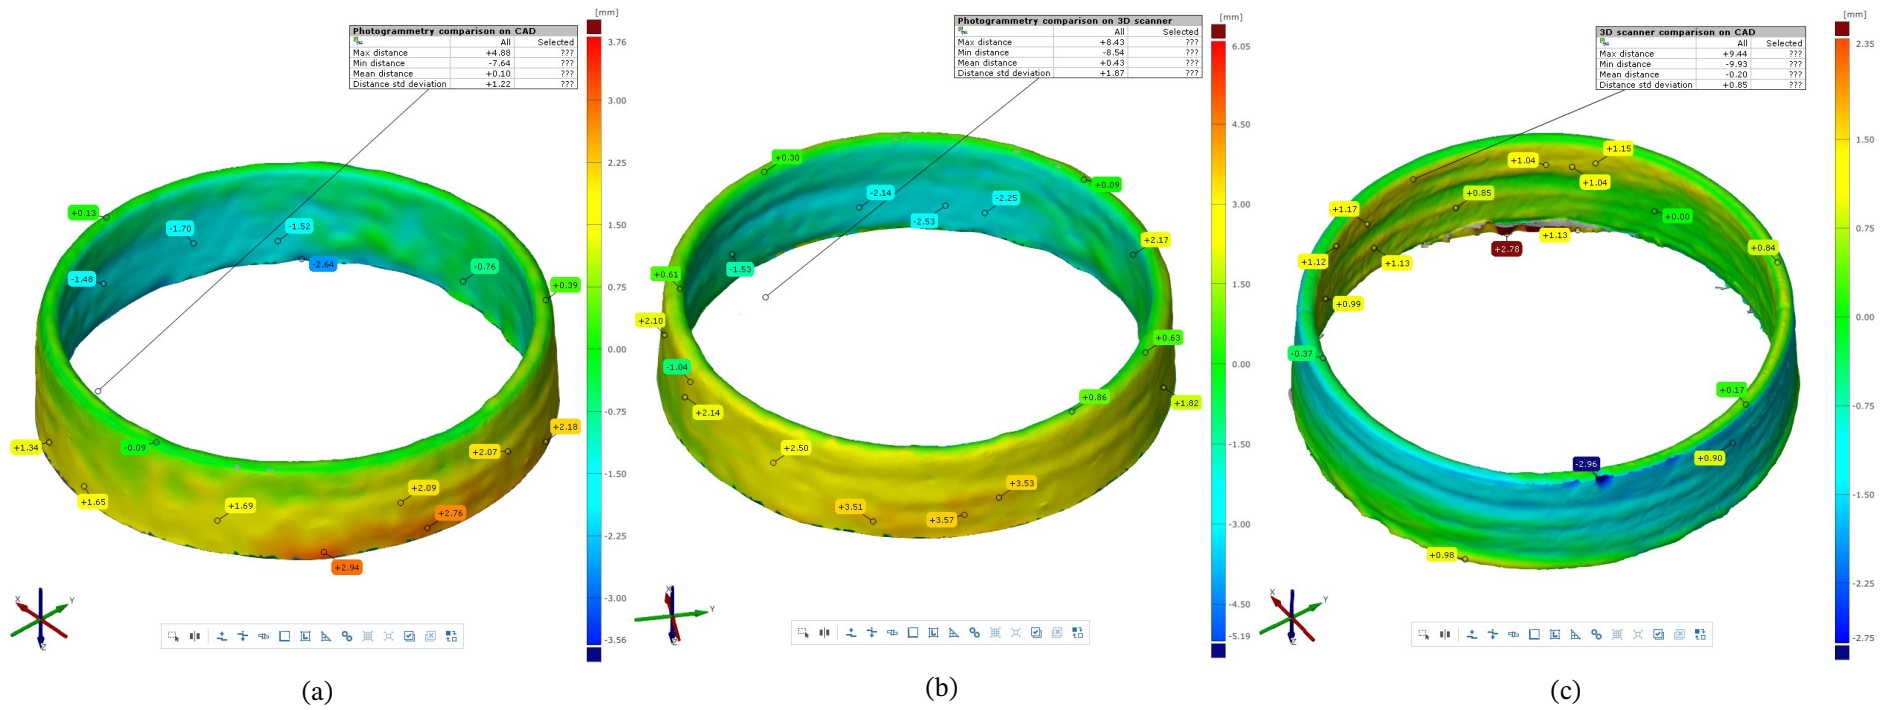 Photogrammetry comparison on CAD
All Selected
Max distance +4.88 ???
Min distance -7.64 ???
Mean distance +0.10 ???
Distance std deviation +1.22 ???
[mm]
3.76
3.00
2.25
1.50
0.75
0.00
-0.75
-1.50
-2.25
-3.00
-3.56
+0.13
-1.70
-1.52
-2.64
-0.76
-1.48
+0.39
+1.34
-0.09
+2.18
+2.07
+1.65
+1.69
+2.09
+2.76
+2.94
X
Y
Z
(a)
Photogrammetry comparison on 3D scanner
All Selected
Max distance +8.43 ???
Min distance -8.54 ???
Mean distance +0.43 ???
Distance std deviation +1.87 ???
[mm]
6.05
4.50
3.00
1.50
0.00
-1.50
-3.00
-4.50
-5.19
+0.30
+0.09
-2.14
-2.25
-2.53
+2.17
-1.53
+0.61
+2.10
+0.63
-1.04
+0.86
+1.82
+2.14
+2.50
+3.53
+3.51
+3.57
X
Y
Z
(b)
3D scanner comparison on CAD
All Selected
Max distance +9.44 ???
Min distance -9.93 ???
Mean distance -0.20 ???
Distance std deviation +0.85 ???
[mm]
2.35
1.50
0.75
0.00
-0.75
-1.50
-2.25
-2.75
+1.04
+1.15
+1.04
+0.85
+1.17
+0.00
+1.13
+2.78
+0.84
+1.12
+1.13
+0.99
-0.37
+0.17
-2.96
+0.90
+0.98
X
Y
Z
(c)